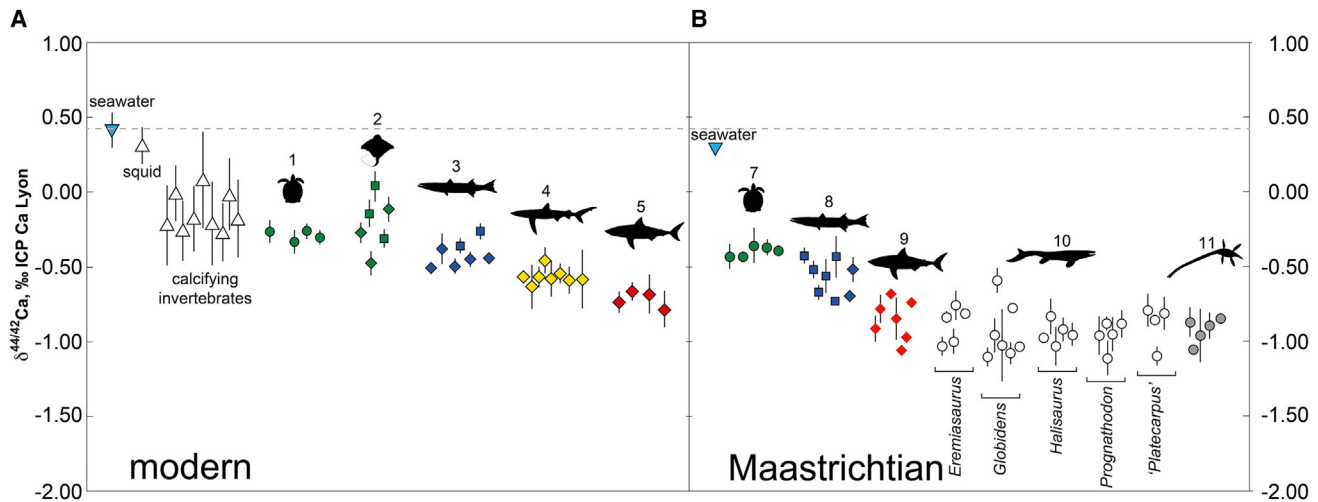 A
B
1.00
0.50
0.00
-0.50
-1.00
-1.50
-2.00
δ44/42Ca, ‰ ICP Ca Lyon
seawater
squid
calcifying
invertebrates
1
2
3
4
5
modern
seawater
7
8
9
10
11
Eremiasaurus
Globidens
Halisaurus
Prognathodon
'Platecarpus'
Maastrichtian
1.00
0.50
0.00
-0.50
-1.00
-1.50
-2.00